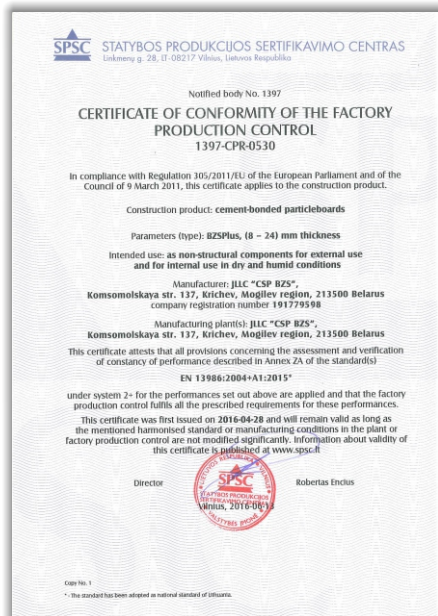 SPSC
STATYBOS PRODUKCIJOS SERTIFIKAVIMO CENTRAS
Linkmenų g. 28, LT-08217 Vilnius, Lietuvos Respublika
Notified body No. 1397
CERTIFICATE OF CONFORMITY OF THE FACTORY
PRODUCTION CONTROL
1397-CPR-0530
In compliance with Regulation 305/2011/EU of the European Parliament and of the
Council of 9 March 2011, this certificate applies to the construction product.
Construction product: cement-bonded particleboards
Parameters (type): BZSPlus, (8 – 24) mm thickness
Intended use: as non-structural components for external use
and for internal use in dry and humid conditions
Manufacturer: JLLC "CSP BZS",
Komsomolskaya str. 137, Krichev, Mogilev region, 213500 Belarus
company registration number 191779598
Manufacturing plant(s): JLLC "CSP BZS",
Komsomolskaya str. 137, Krichev, Mogilev region, 213500 Belarus
This certificate attests that all provisions concerning the assessment and verification
of constancy of performance described in Annex ZA of the standard(s)
EN 13986:2004+A1:2015*
under system 2+ for the performances set out above are applied and that the factory
production control fulfils all the prescribed requirements for these performances.
This certificate was first issued on 2016-04-28 and will remain valid as long as
the mentioned harmonised standard or manufacturing conditions in the plant or
factory production control are not modified significantly. Information about validity of
this certificate is published at www.spsc.lt
Director
Robertas Encius
SPSC
STATYBOS PRODUKCIJOS
SERTIFIKAVIMO CENTRAS
Vilnius, 2016-06-13
Copy No. 1
* - The standard has been adopted as national standard of Lithuania.